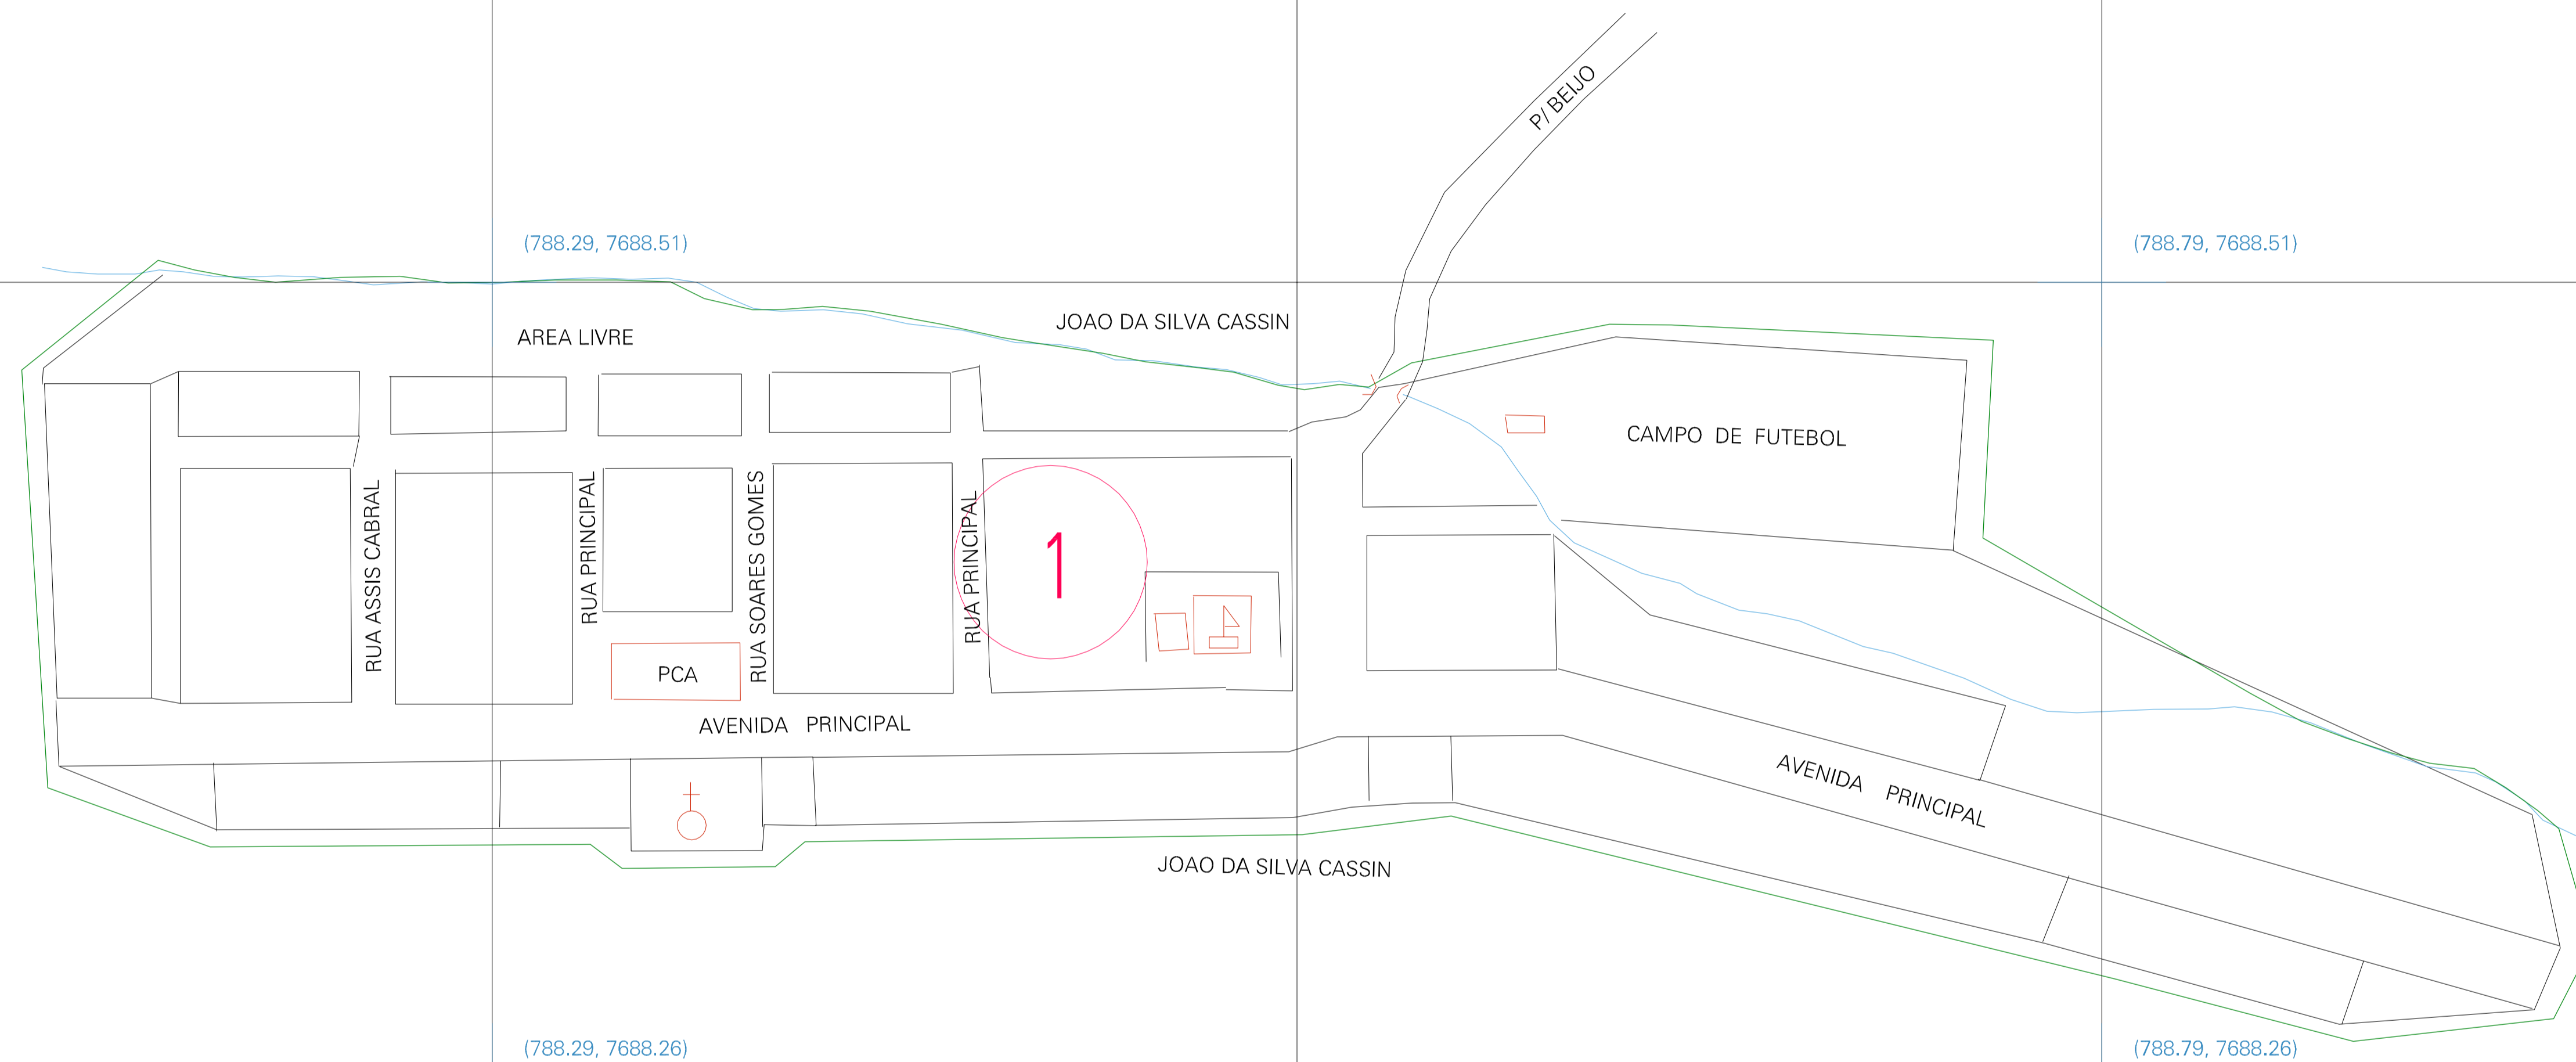 P/ BEIJO
(788.29, 7688.51)
(788.79, 7688.51)
JOAO DA SILVA CASSIN
AREA LIVRE
CAMPO DE FUTEBOL
RUA ASSIS CABRAL
RUA PRINCIPAL
RUA SOARES GOMES
RUA PRINCIPAL
1
PCA
AVENIDA PRINCIPAL
AVENIDA PRINCIPAL
JOAO DA SILVA CASSIN
(788.29, 7688.26)
(788.79, 7688.26)